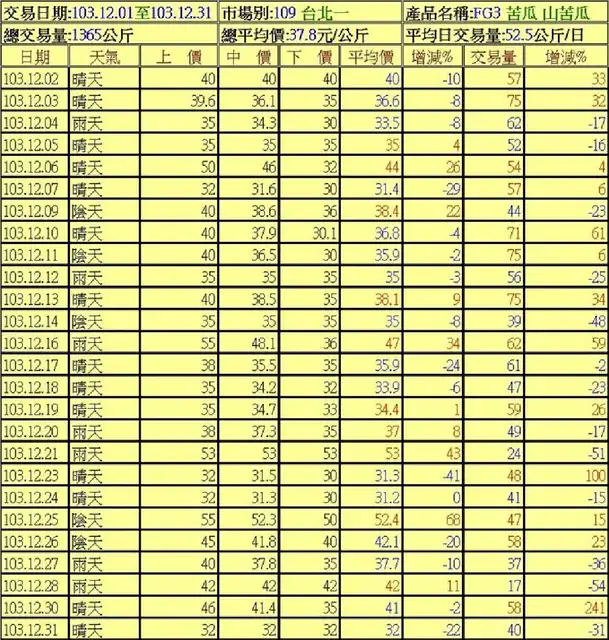 交易日期:103.12.01至103.12.31 市場別:109 台北一 產品名稱:FG3 苦瓜 山苦瓜
總交易量:1365公斤 總平均價:37.8元/公斤 平均日交易量:52.5公斤/日
日期 天氣 上 價 中 價 下 價 平均價 增減% 交易量 增減%
103.12.02 晴天 40 40 40 40 -10 57 33
103.12.03 晴天 39.6 36.1 35 36.6 -8 75 32
103.12.04 雨天 35 34.3 30 33.5 -8 62 -17
103.12.05 晴天 35 35 35 35 4 52 -16
103.12.06 晴天 50 46 32 44 26 54 4
103.12.07 晴天 32 31.6 30 31.4 -29 57 6
103.12.09 陰天 40 38.6 36 38.4 22 44 -23
103.12.10 晴天 40 37.9 30.1 36.8 -4 71 61
103.12.11 陰天 40 36.5 30 35.9 -2 75 6
103.12.12 雨天 35 35 35 35 -3 56 -25
103.12.13 晴天 40 38.5 35 38.1 9 75 34
103.12.14 陰天 35 35 35 35 -8 39 -48
103.12.16 雨天 55 48.1 36 47 34 62 59
103.12.17 晴天 38 35.5 35 35.9 -24 61 -2
103.12.18 晴天 35 34.2 32 33.9 -6 47 -23
103.12.19 晴天 35 34.7 33 34.4 1 59 26
103.12.20 雨天 38 37.3 35 37 8 49 -17
103.12.21 雨天 53 53 53 53 43 24 -51
103.12.23 晴天 32 31.5 30 31.3 -41 48 100
103.12.24 晴天 32 31.3 30 31.2 0 41 -15
103.12.25 陰天 55 52.3 50 52.4 68 47 15
103.12.26 陰天 45 41.8 40 42.1 -20 58 23
103.12.27 雨天 40 37.8 35 37.7 -10 37 -36
103.12.28 雨天 42 42 42 42 11 17 -54
103.12.30 晴天 46 41.4 35 41 -2 58 241
103.12.31 晴天 32 32 32 32 -22 40 -31